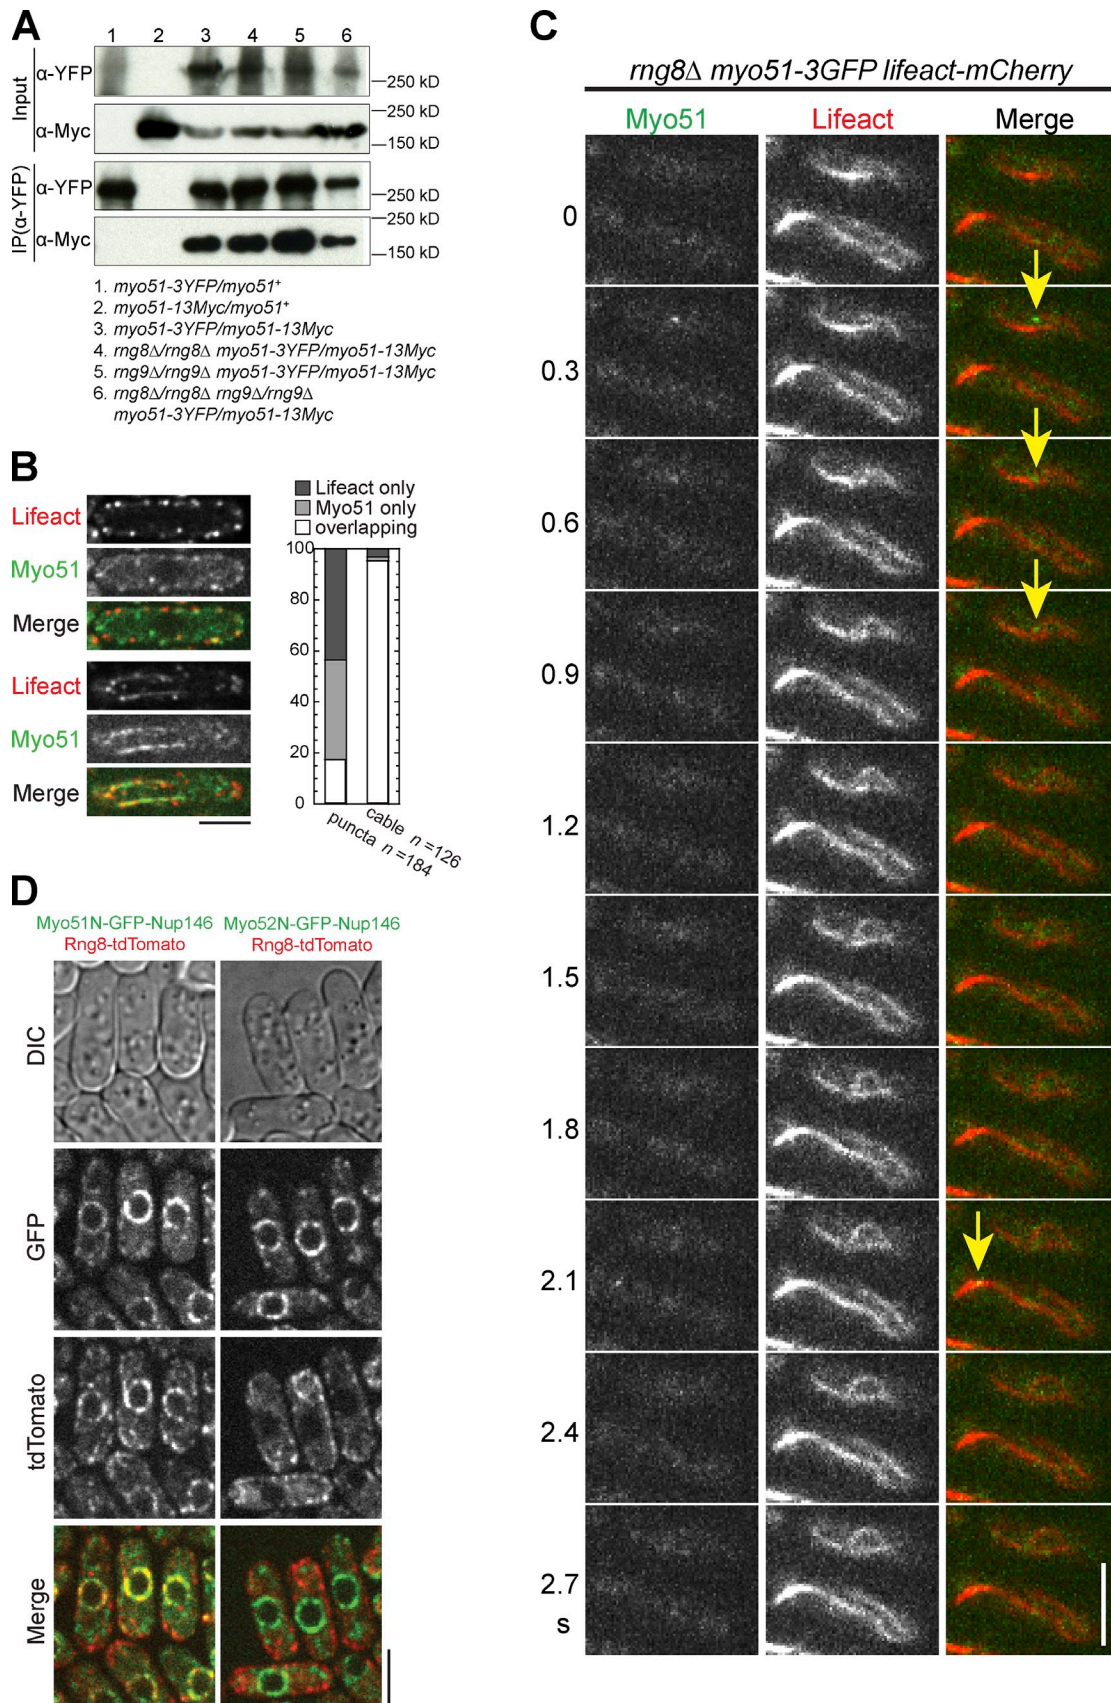 A
1 2 3 4 5 6
Input
α-YFP
250 kD
α-Myc
250 kD
150 kD
IP(α-YFP)
α-YFP
250 kD
α-Myc
250 kD
150 kD
1. myo51-3YFP/myo51⁺
2. myo51-13Myc/myo51⁺
3. myo51-3YFP/myo51-13Myc
4. rng8Δ/rng8Δ myo51-3YFP/myo51-13Myc
5. rng9Δ/rng9Δ myo51-3YFP/myo51-13Myc
6. rng8Δ/rng8Δ rng9Δ/rng9Δ
myo51-3YFP/myo51-13Myc
B
Lifeact
Myo51
Merge
Lifeact
Myo51
Merge
Lifeact only
Myo51 only
overlapping
100
80
60
40
20
0
puncta n =184
cable n =126
C
rng8Δ myo51-3GFP lifeact-mCherry
Myo51 Lifeact Merge
0
0.3
0.6
0.9
1.2
1.5
1.8
2.1
2.4
2.7
s
D
Myo51N-GFP-Nup146 Myo52N-GFP-Nup146
Rng8-tdTomato Rng8-tdTomato
DIC
GFP
tdTomato
Merge